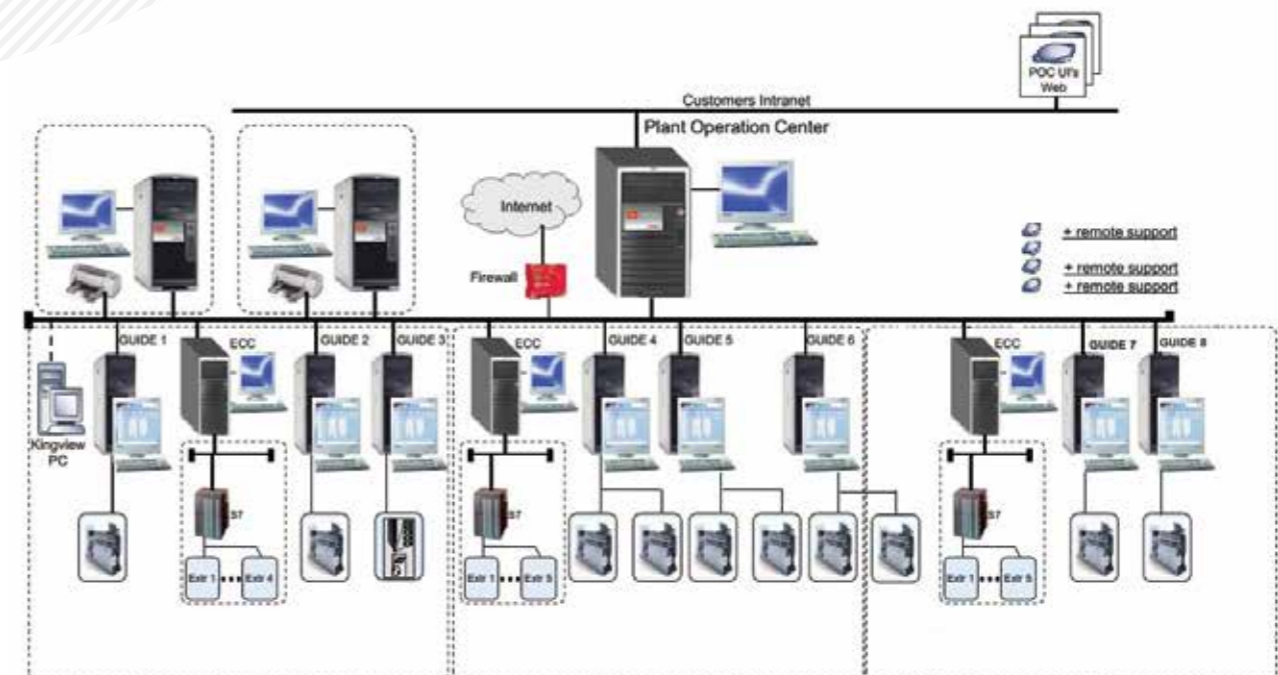 POC UI's
Web
Customers Intranet
Plant Operation Center
Internet
Firewall
+ remote support
+ remote support
+ remote support
GUIDE 1
ECC
GUIDE 2
GUIDE 3
ECC
GUIDE 4
GUIDE 5
GUIDE 6
ECC
GUIDE 7
GUIDE 8
Kingview
PC
S7
S7
S7
Extr 1
Extr 4
Extr 1
Extr 5
Extr 1
Extr 5